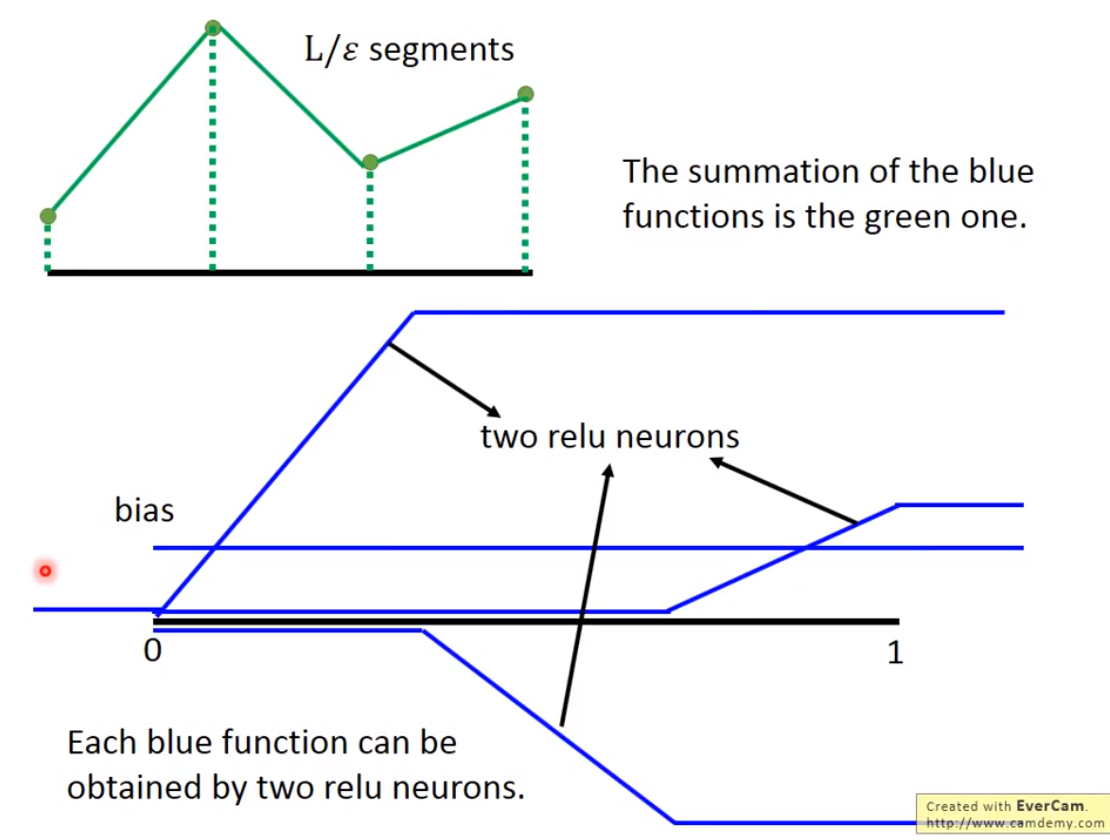 L/ε segments
The summation of the blue
functions is the green one.
two relu neurons
bias
0
1
Each blue function can be
obtained by two relu neurons.
Created with EverCam.
http://www.camdemy.com